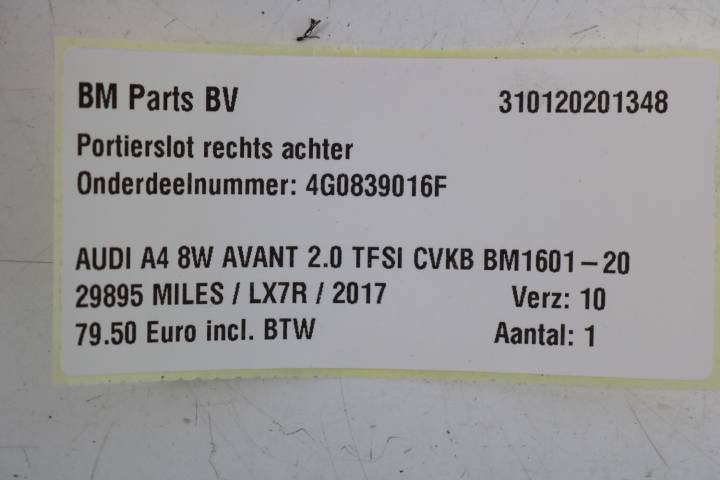 BM Parts BV 310120201348
Portierslot rechts achter
Onderdeelnummer: 4G0839016F
AUDI A4 8W AVANT 2.0 TFSI CVKB BM1601-20
29895 MILES / LX7R / 2017 Verz: 10
79.50 Euro incl. BTW Aantal: 1